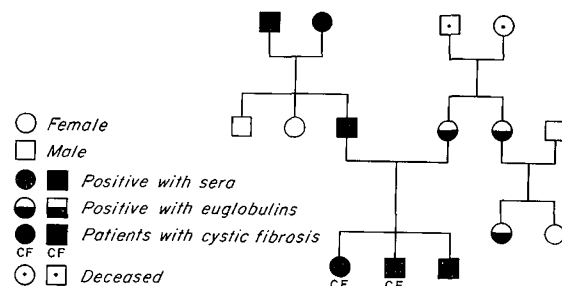 Female
Male
Positive with sera
Positive with euglobulins
Patients with cystic fibrosis
CF CF
Deceased
CF CF